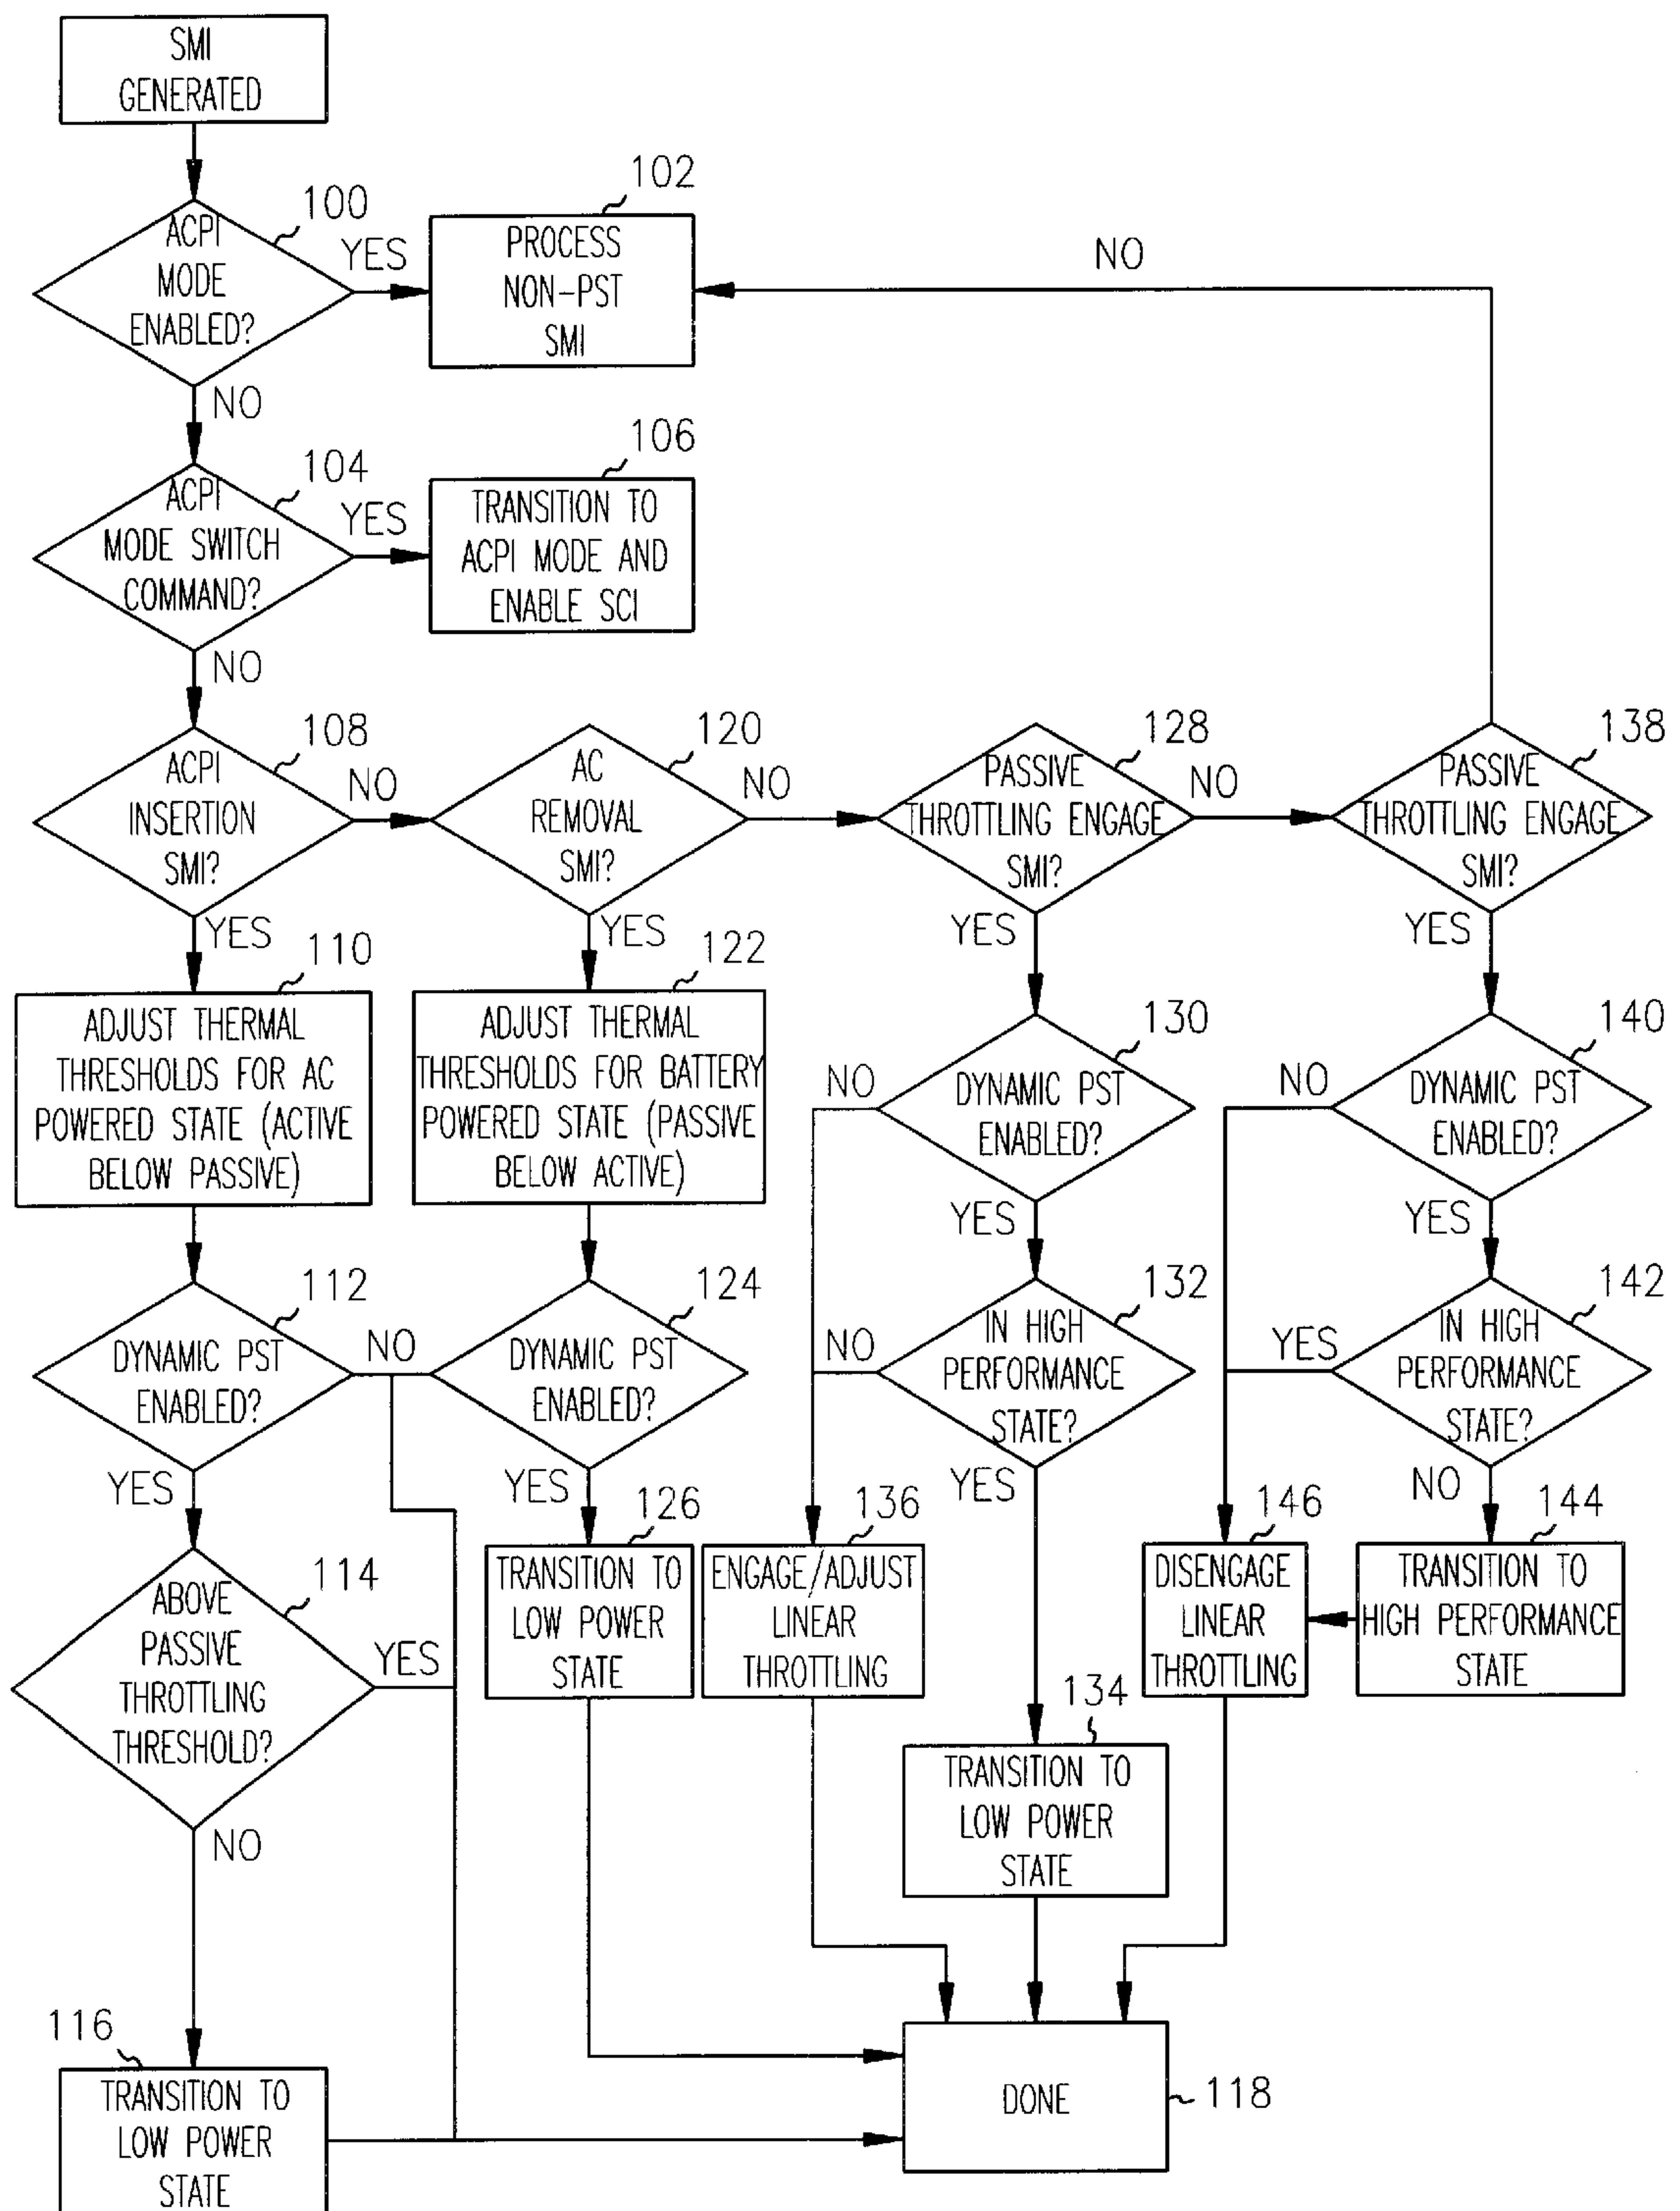 SMI
GENERATED
100
ACPI
MODE
ENABLED?
YES
102
PROCESS
NON-PST
SMI
NO
NO
104
ACPI
MODE SWITCH
COMMAND?
YES
106
TRANSITION TO
ACPI MODE AND
ENABLE SCI
NO
108
ACPI
INSERTION
SMI?
NO
YES
120
AC
REMOVAL
SMI?
NO
YES
128
PASSIVE
THROTTLING ENGAGE
SMI?
NO
YES
138
PASSIVE
THROTTLING ENGAGE
SMI?
YES
110
ADJUST THERMAL
THRESHOLDS FOR AC
POWERED STATE (ACTIVE
BELOW PASSIVE)
122
ADJUST THERMAL
THRESHOLDS FOR BATTERY
POWERED STATE (PASSIVE
BELOW ACTIVE)
130
NO
DYNAMIC PST
ENABLED?
YES
140
NO
DYNAMIC PST
ENABLED?
YES
112
DYNAMIC PST
ENABLED?
NO
YES
124
DYNAMIC PST
ENABLED?
YES
132
NO
IN HIGH
PERFORMANCE
STATE?
YES
142
YES
IN HIGH
PERFORMANCE
STATE?
NO
114
ABOVE
PASSIVE
THROTTLING
THRESHOLD?
YES
NO
126
TRANSITION TO
LOW POWER
STATE
136
ENGAGE/ADJUST
LINEAR
THROTTLING
146
DISENGAGE
LINEAR
THROTTLING
144
TRANSITION TO
HIGH PERFORMANCE
STATE
134
TRANSITION TO
LOW POWER
STATE
116
TRANSITION TO
LOW POWER
STATE
DONE
118